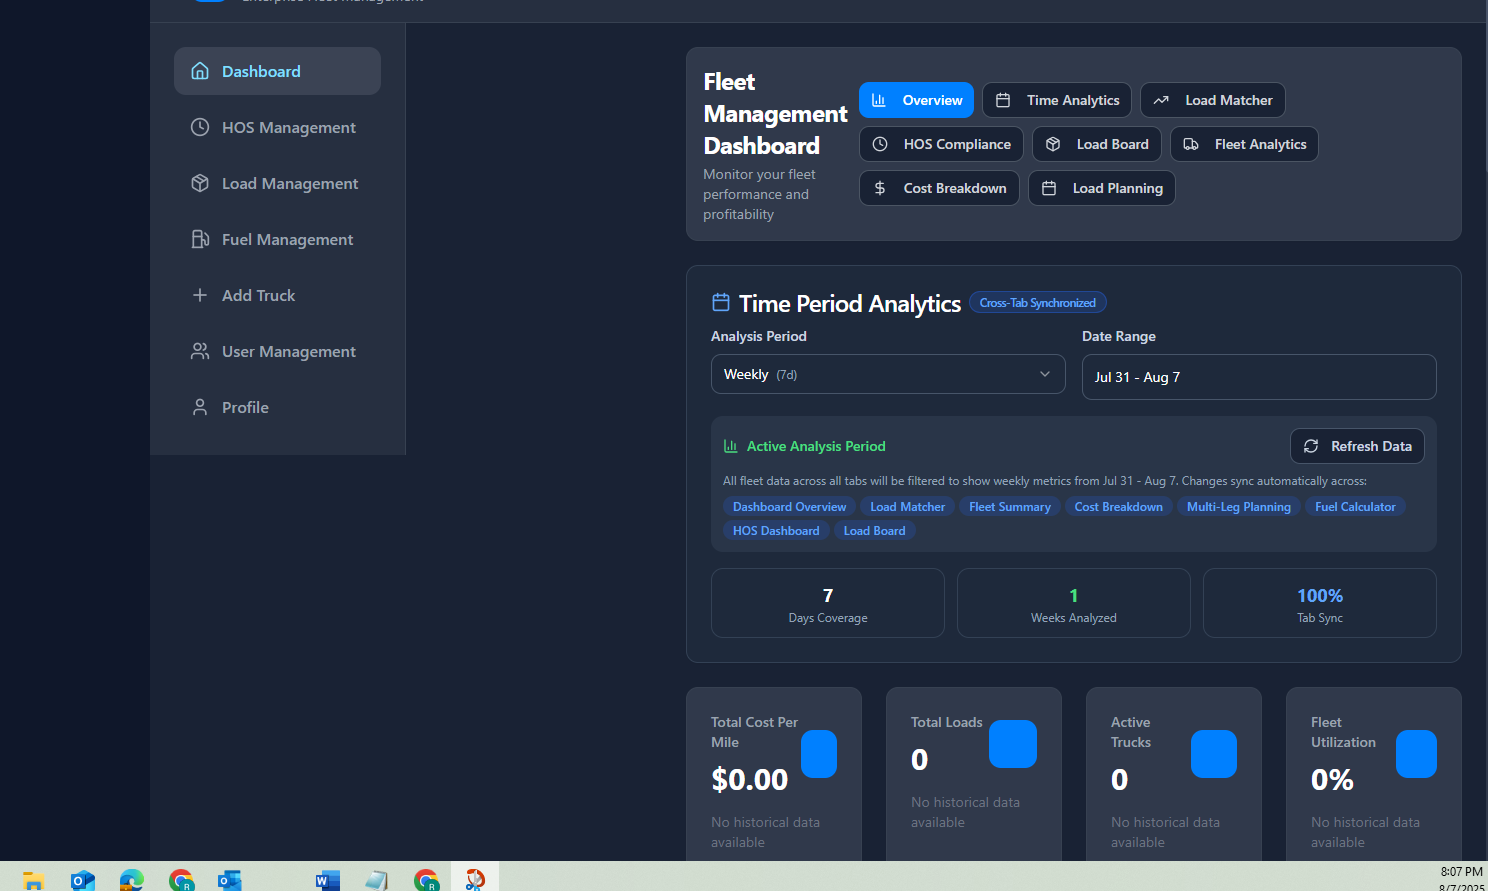 Enterprise Fleet Management
Dashboard
HOS Management
Load Management
Fuel Management
Add Truck
User Management
Profile
Fleet
Management
Dashboard
Monitor your fleet
performance and
profitability
Overview
Time Analytics
Load Matcher
HOS Compliance
Load Board
Fleet Analytics
Cost Breakdown
Load Planning
Time Period Analytics
Cross-Tab Synchronized
Analysis Period
Date Range
Weekly (7d)
Jul 31 - Aug 7
Active Analysis Period
Refresh Data
All fleet data across all tabs will be filtered to show weekly metrics from Jul 31 - Aug 7. Changes sync automatically across:
Dashboard Overview Load Matcher Fleet Summary Cost Breakdown Multi-Leg Planning Fuel Calculator
HOS Dashboard Load Board
7
Days Coverage
1
Weeks Analyzed
100%
Tab Sync
Total Cost Per
Mile
$0.00
No historical data
available
Total Loads
0
No historical data
available
Active
Trucks
0
No historical data
available
Fleet
Utilization
0%
No historical data
available
8:07 PM
8/7/2025